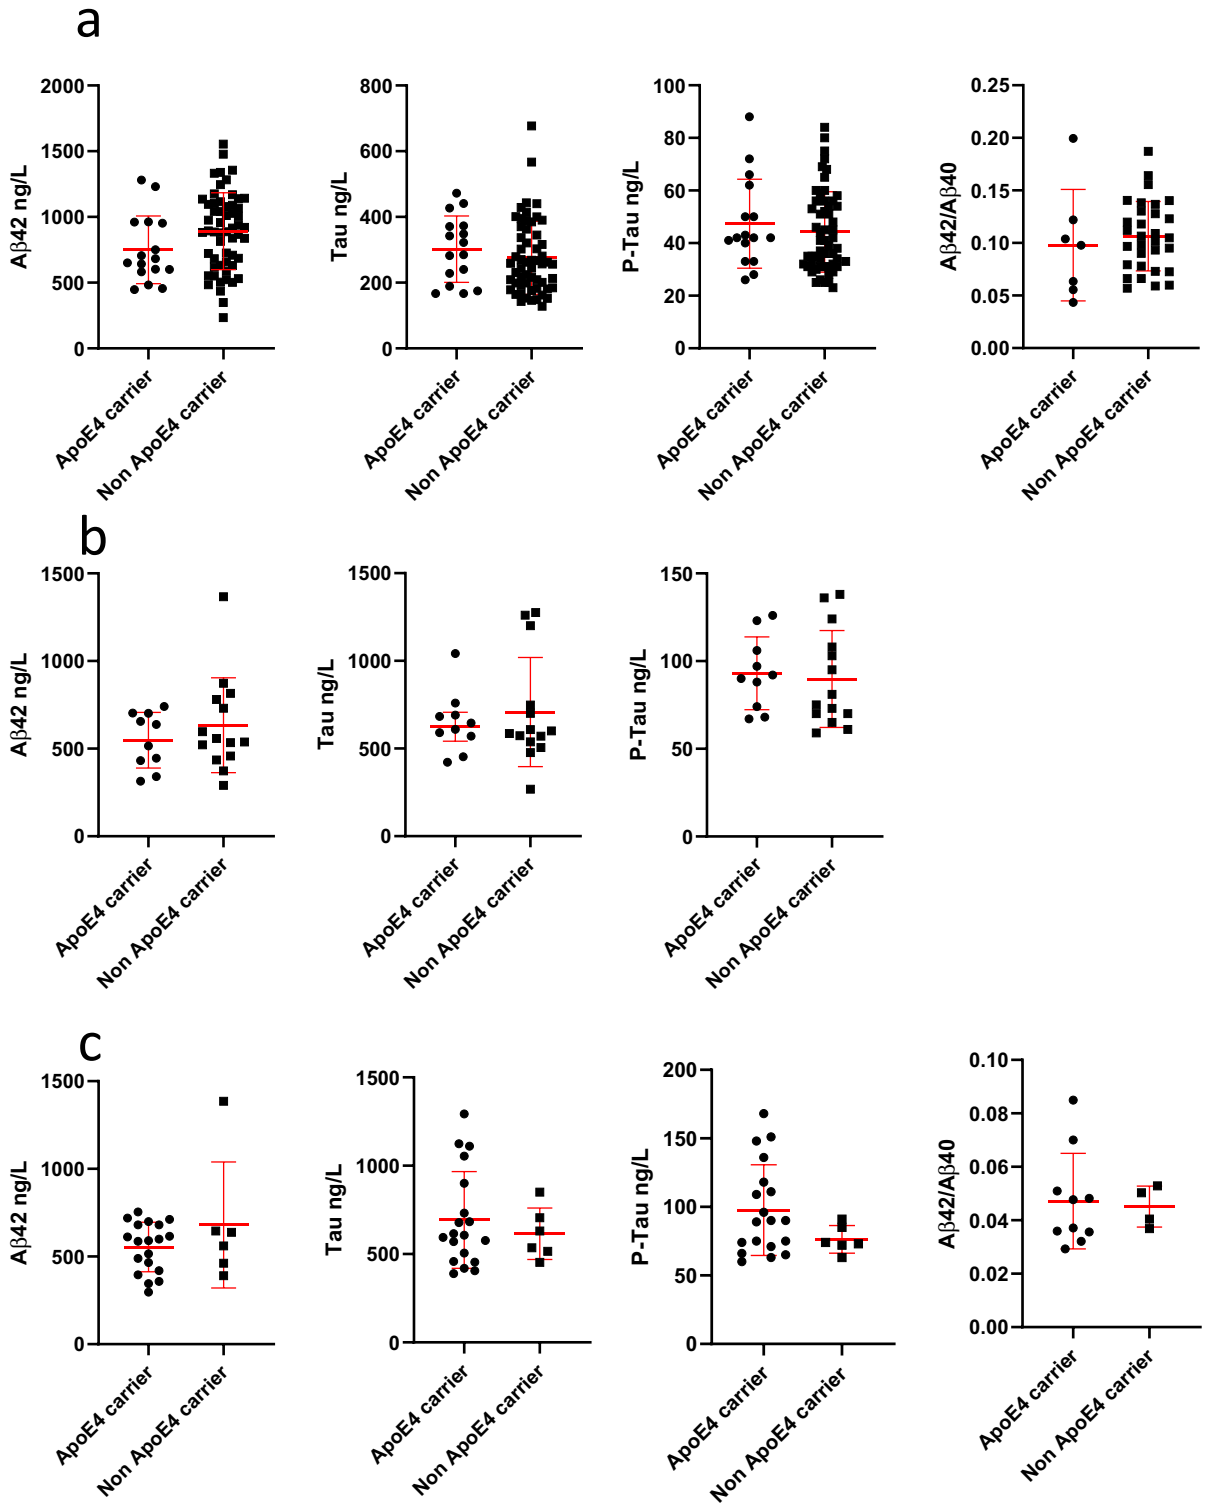 a
Aβ42 ng/L
2000
1500
1000
500
0
ApoE4 carrier
Non ApoE4 carrier
Tau ng/L
800
600
400
200
0
ApoE4 carrier
Non ApoE4 carrier
P-Tau ng/L
100
80
60
40
20
0
ApoE4 carrier
Non ApoE4 carrier
Aβ42/Aβ40
0.25
0.20
0.15
0.10
0.05
0.00
ApoE4 carrier
Non ApoE4 carrier
b
Aβ42 ng/L
1500
1000
500
0
ApoE4 carrier
Non ApoE4 carrier
Tau ng/L
1500
1000
500
0
ApoE4 carrier
Non ApoE4 carrier
P-Tau ng/L
150
100
50
0
ApoE4 carrier
Non ApoE4 carrier
c
Aβ42 ng/L
1500
1000
500
0
ApoE4 carrier
Non ApoE4 carrier
Tau ng/L
1500
1000
500
0
ApoE4 carrier
Non ApoE4 carrier
P-Tau ng/L
200
150
100
50
0
ApoE4 carrier
Non ApoE4 carrier
Aβ42/Aβ40
0.10
0.08
0.06
0.04
0.02
0.00
ApoE4 carrier
Non ApoE4 carrier